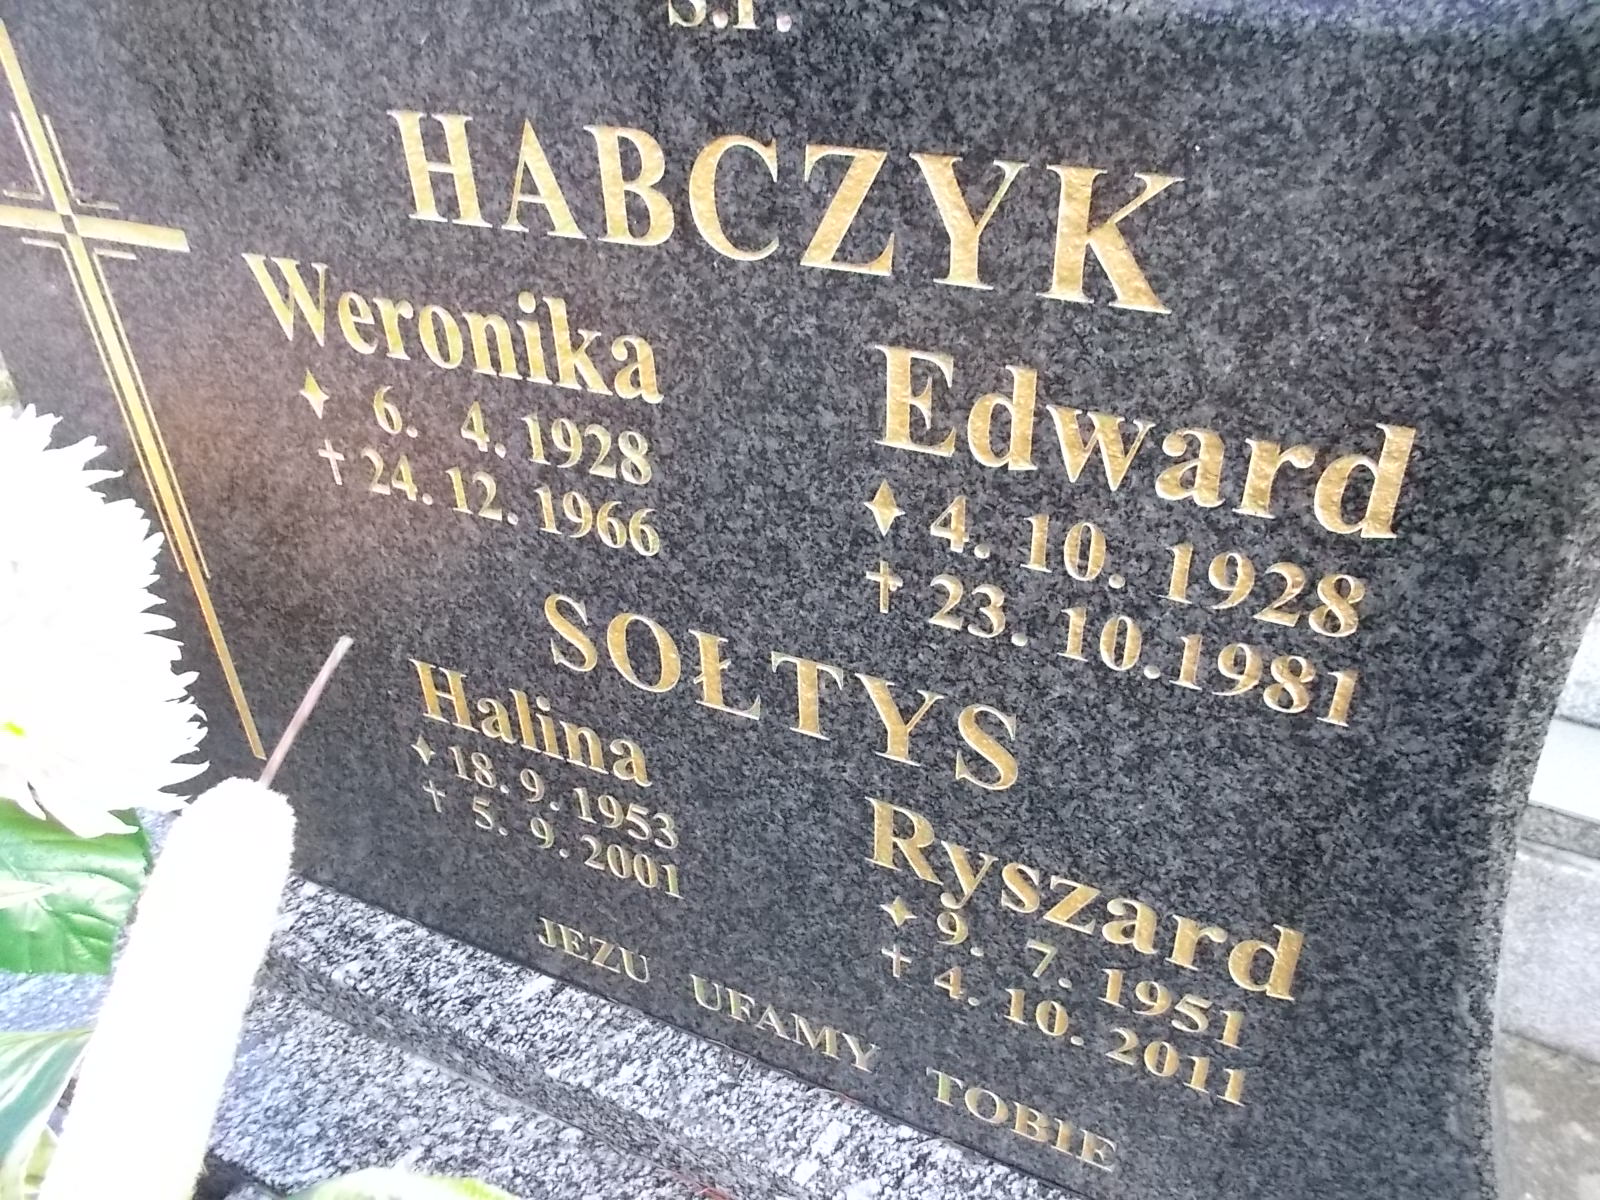 Ś.P.
HABCZYK
Weronika
6. 4. 1928
† 24. 12. 1966
Edward
4. 10. 1928
† 23. 10. 1981
SOŁTYS
Halina
18. 9. 1953
† 5. 9. 2001
Ryszard
9. 7. 1951
† 4. 10. 2011
JEZU UFAMY TOBIE